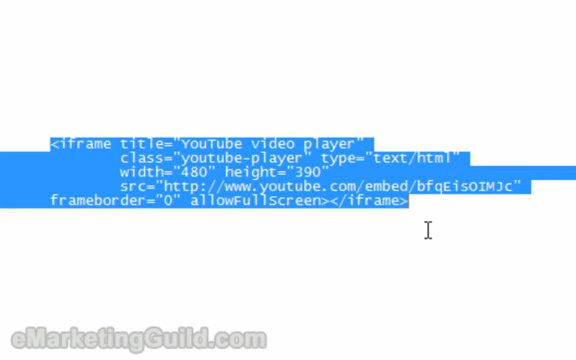 <iframe title="YouTube video player"
class="youtube-player" type="text/html"
width="480" height="390"
src="http://www.youtube.com/embed/bfqEisOIMJc"
frameborder="0" allowFullScreen></iframe>
eMarketingGuild.com